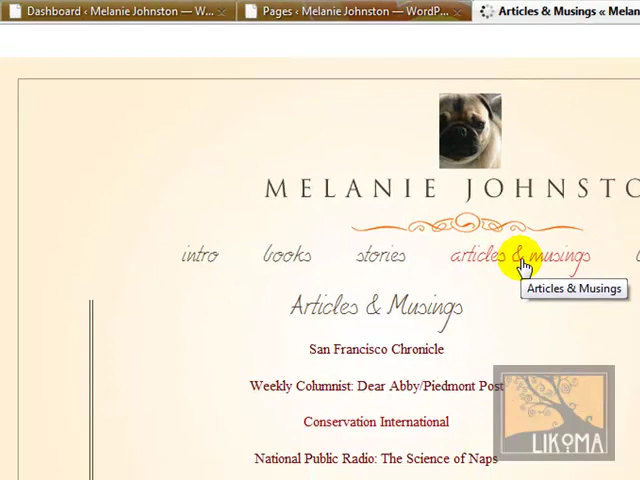 Dashboard ‹ Melanie Johnston — W...
Pages ‹ Melanie Johnston — WordP...
Articles & Musings « Melan
MELANIE JOHNSTO
intro books stories articles & musings
Articles & Musings
Articles & Musings
San Francisco Chronicle
Weekly Columnist: Dear Abby/Piedmont Post
Conservation International
National Public Radio: The Science of Naps
LIKOMA